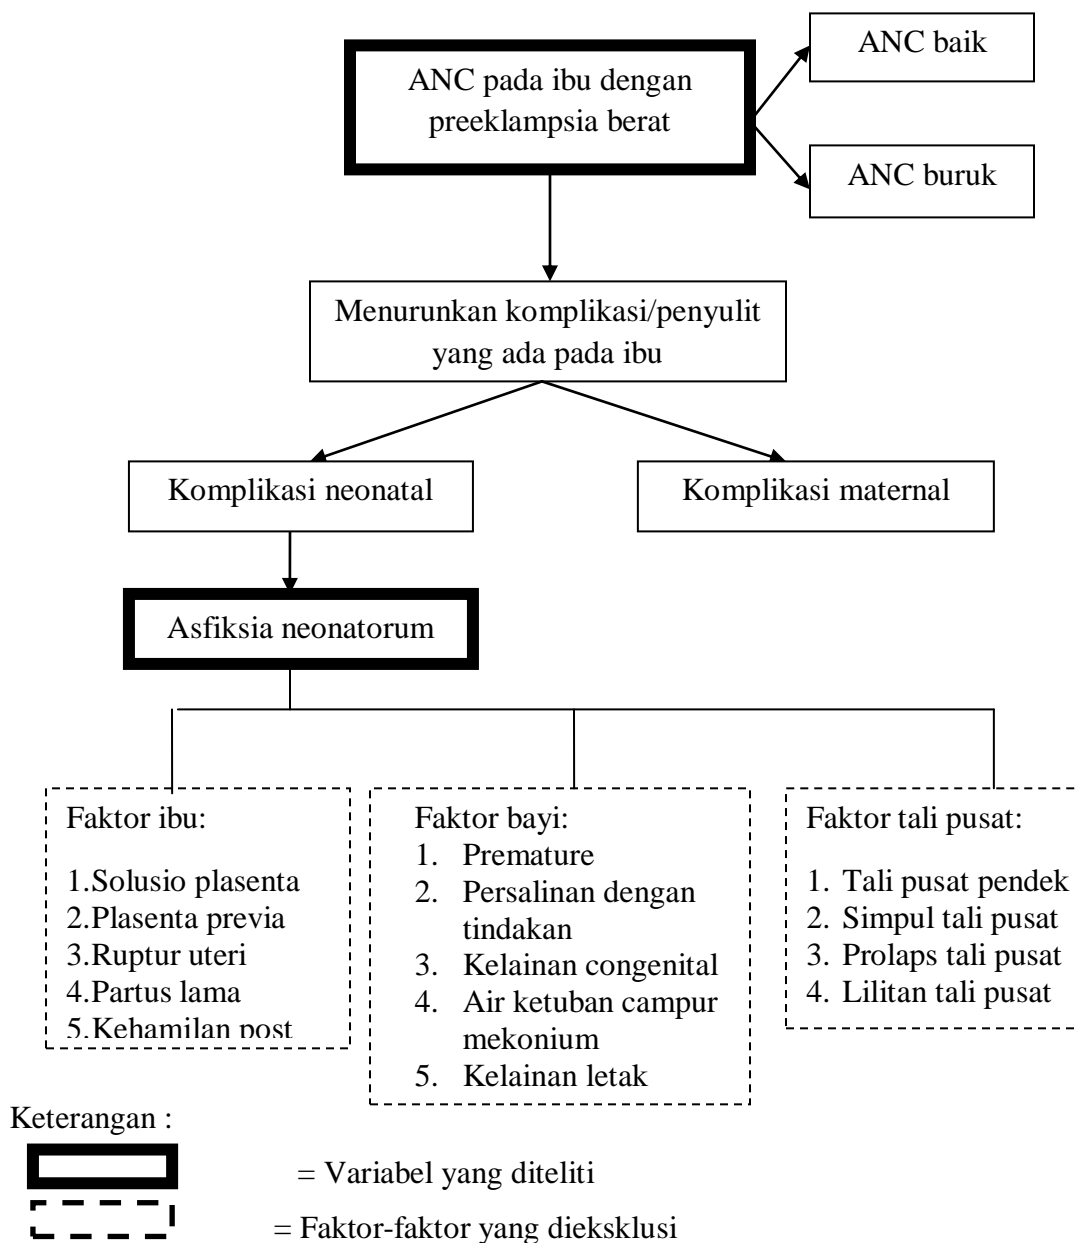 ANC baik
ANC pada ibu dengan
preeklampsia berat
ANC buruk
Menurunkan komplikasi/penyulit
yang ada pada ibu
Komplikasi neonatal
Komplikasi maternal
Asfiksia neonatorum
Faktor ibu:
1.Solusio plasenta
2.Plasenta previa
3.Ruptur uteri
4.Partus lama
5.Kehamilan post
Faktor bayi:
1. Premature
2. Persalinan dengan
tindakan
3. Kelainan congenital
4. Air ketuban campur
mekonium
5. Kelainan letak
Faktor tali pusat:
1. Tali pusat pendek
2. Simpul tali pusat
3. Prolaps tali pusat
4. Lilitan tali pusat
Keterangan :
= Variabel yang diteliti
= Faktor-faktor yang dieksklusi